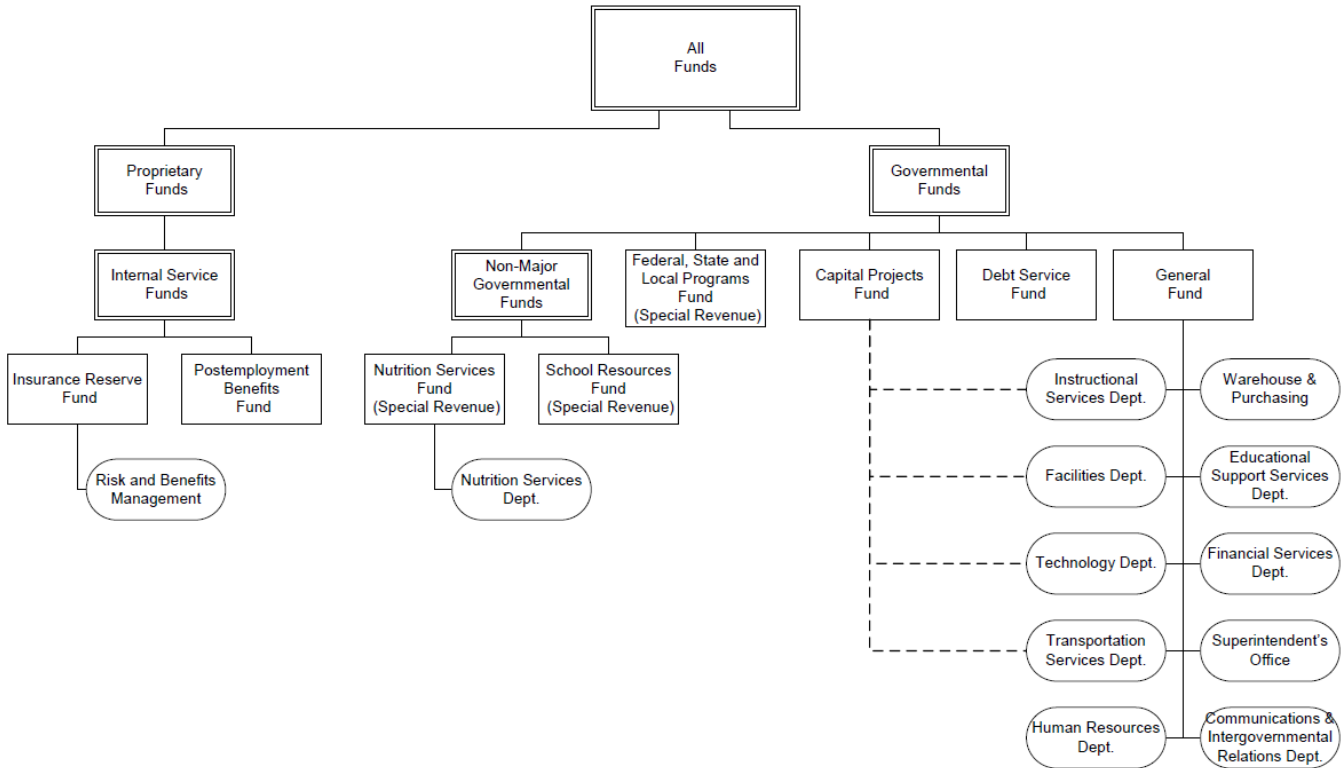 All
Funds
Proprietary
Funds
Governmental
Funds
Internal Service
Funds
Non-Major
Governmental
Funds
Federal, State and
Local Programs
Fund
(Special Revenue)
Capital Projects
Fund
Debt Service
Fund
General
Fund
Insurance Reserve
Fund
Postemployment
Benefits
Fund
Nutrition Services
Fund
(Special Revenue)
School Resources
Fund
(Special Revenue)
Instructional
Services Dept.
Warehouse &
Purchasing
Risk and Benefits
Management
Nutrition Services
Dept.
Facilities Dept.
Educational
Support Services
Dept.
Technology Dept.
Financial Services
Dept.
Transportation
Services Dept.
Superintendent's
Office
Human Resources
Dept.
Communications &
Intergovernmental
Relations Dept.